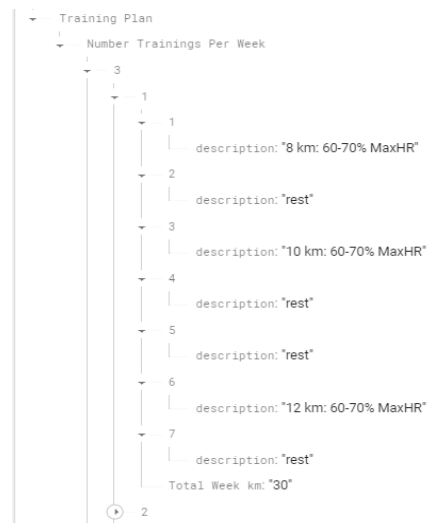 Training Plan
Number Trainings Per Week
3
1
1
description: "8 km: 60-70% MaxHR"
2
description: "rest"
3
description: "10 km: 60-70% MaxHR"
4
description: "rest"
5
description: "rest"
6
description: "12 km: 60-70% MaxHR"
7
description: "rest"
Total Week km: "30"
2